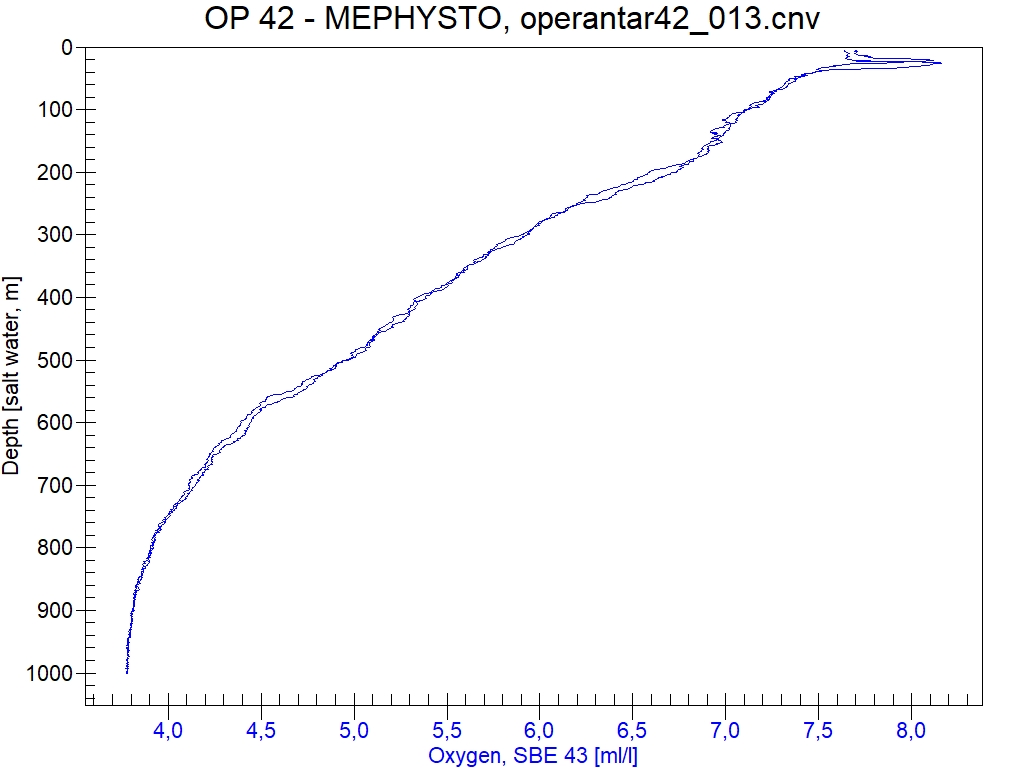 OP 42 - MEPHYSTO, operantar42_013.cnv
0
100
200
300
400
500
600
700
800
900
1000
Depth [salt water, m]
4,0 4,5 5,0 5,5 6,0 6,5 7,0 7,5 8,0
Oxygen, SBE 43 [ml/l]